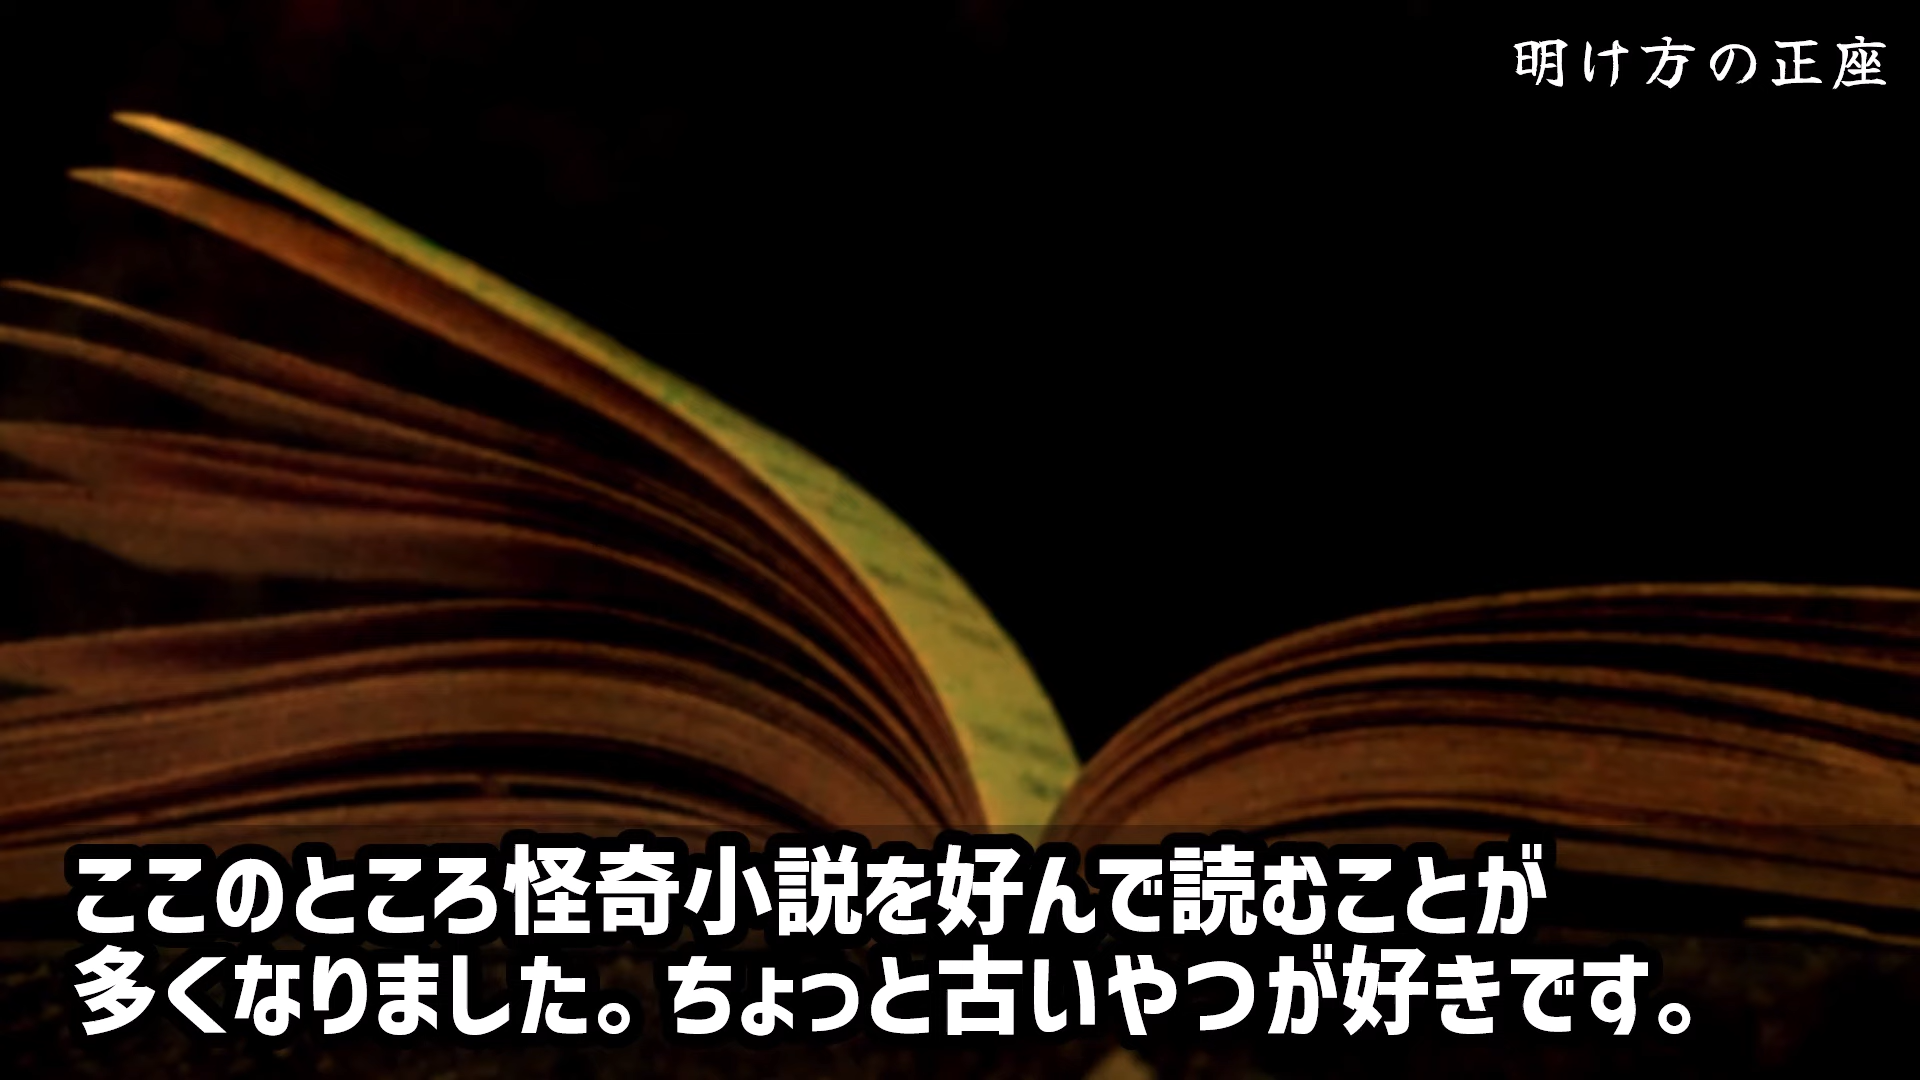 明け方の正座
ここのところ怪奇小説を好んで読むことが
多くなりました。ちょっと古いやつが好きです。